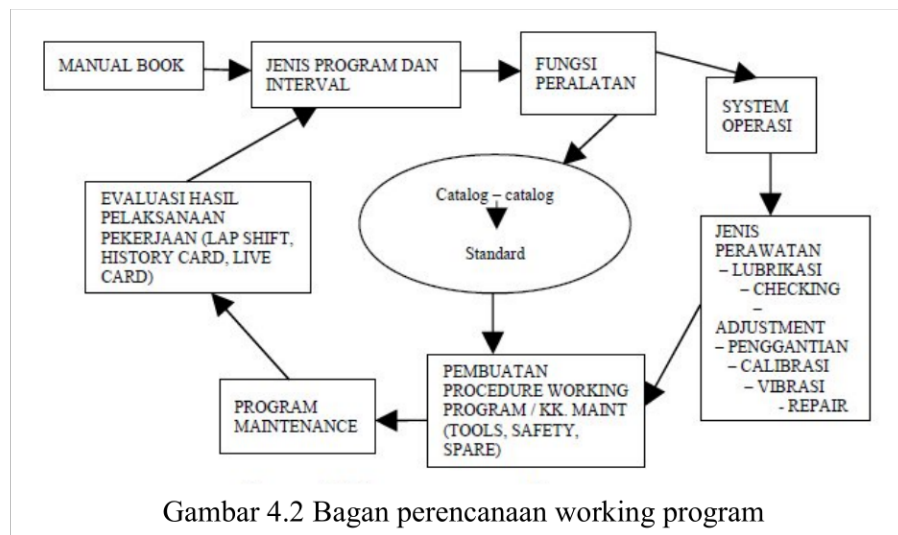 MANUAL BOOK
JENIS PROGRAM DAN
INTERVAL
FUNGSI
PERALATAN
SYSTEM
OPERASI
EVALUASI HASIL
PELAKSANAAN
PEKERJAAN (LAP SHIFT,
HISTORY CARD, LIVE
CARD)
Catalog – catalog
Standard
JENIS
PERAWATAN
– LUBRIKASI
– CHECKING
–
ADJUSTMENT
– PENGGANTIAN
– CALIBRASI
– VIBRASI
- REPAIR
PROGRAM
MAINTENANCE
PEMBUATAN
PROCEDURE WORKING
PROGRAM / KK. MAINT
(TOOLS, SAFETY,
SPARE)
Gambar 4.2 Bagan perencanaan working program